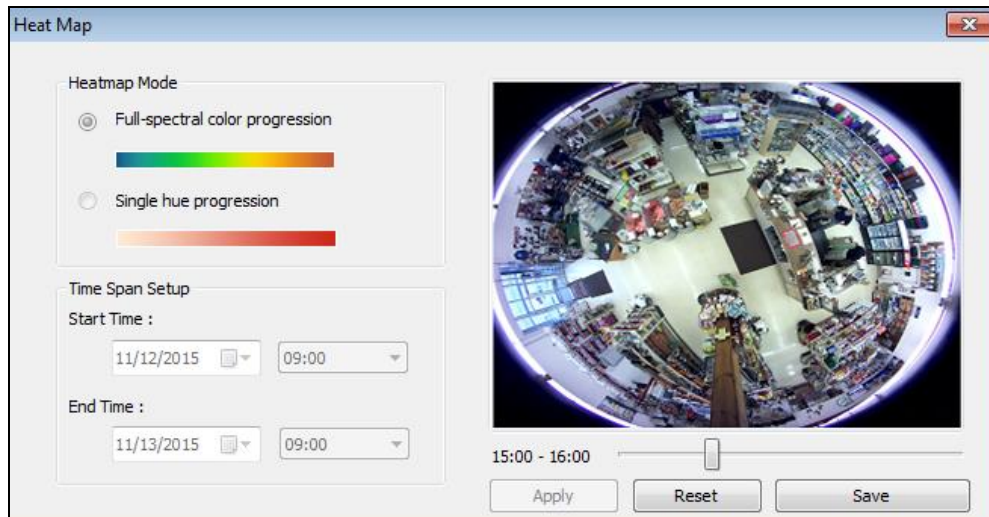 Heat Map
Heatmap Mode
Full-spectral color progression
Single hue progression
Time Span Setup
Start Time :
11/12/2015 09:00
End Time :
11/13/2015 09:00
15:00 - 16:00
Apply Reset Save